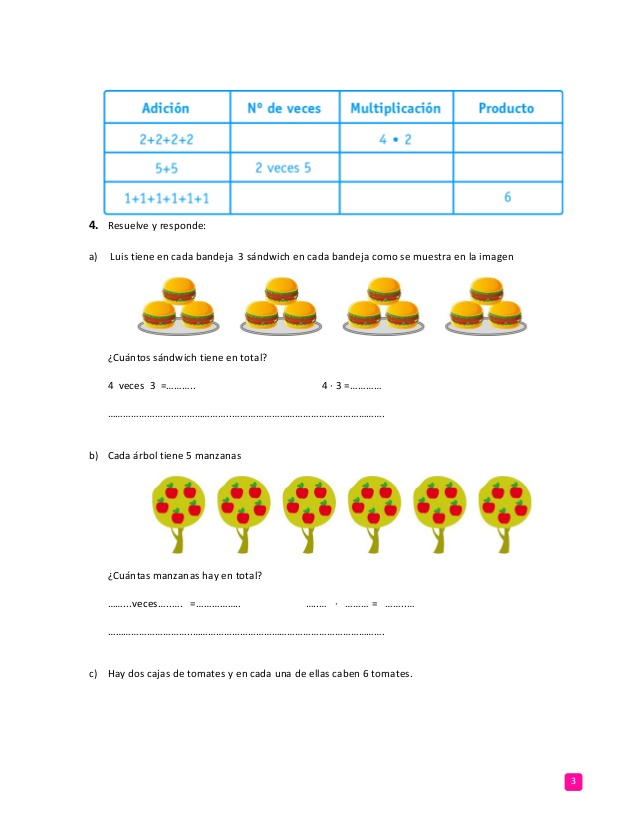 Adición Nº de veces Multiplicación Producto
2+2+2+2 4 • 2
5+5 2 veces 5
1+1+1+1+1+1 6
4. Resuelve y responde:
a) Luis tiene en cada bandeja 3 sándwich en cada bandeja como se muestra en la imagen
¿Cuántos sándwich tiene en total?
4 veces 3 =……….. 4 · 3 =…………
………………………………………………………………………………………….
b) Cada árbol tiene 5 manzanas
¿Cuántas manzanas hay en total?
………veces………. =……………. …….. · ……… = ………..
………………………………………………………………………………………….
c) Hay dos cajas de tomates y en cada una de ellas caben 6 tomates.
3